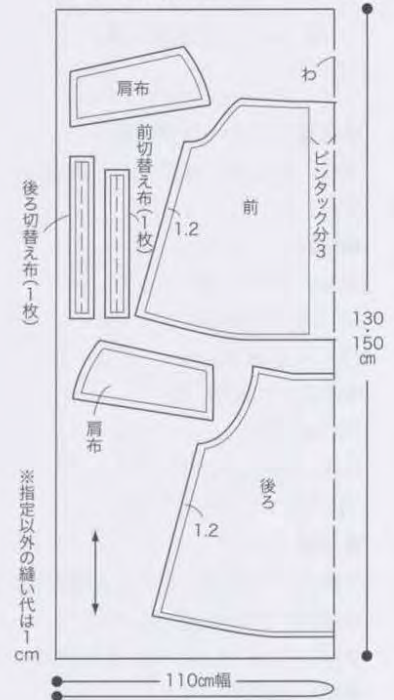 肩布
わ
前切替え布(1枚)
後ろ切替え布(1枚)
1.2
前
ピンタック分3
130
・
150
cm
肩布
後ろ
1.2
※指定以外の縫い代は1cm
110cm幅